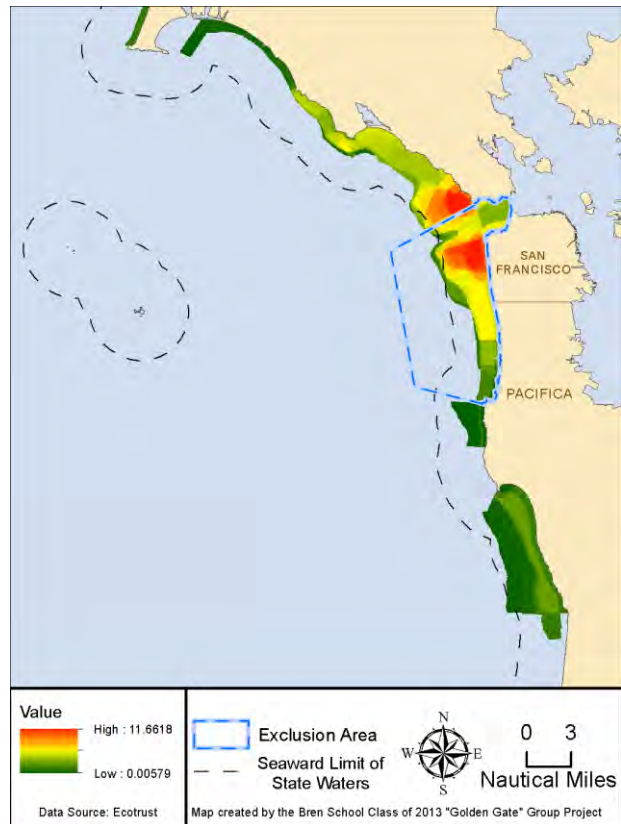 SAN
FRANCISCO
PACIFICA
Value
High : 11.6618
Low : 0.00579
Exclusion Area
Seaward Limit of
State Waters
N
W E
S
0 3
Nautical Miles
Data Source: Ecotrust
Map created by the Bren School Class of 2013 "Golden Gate" Group Project